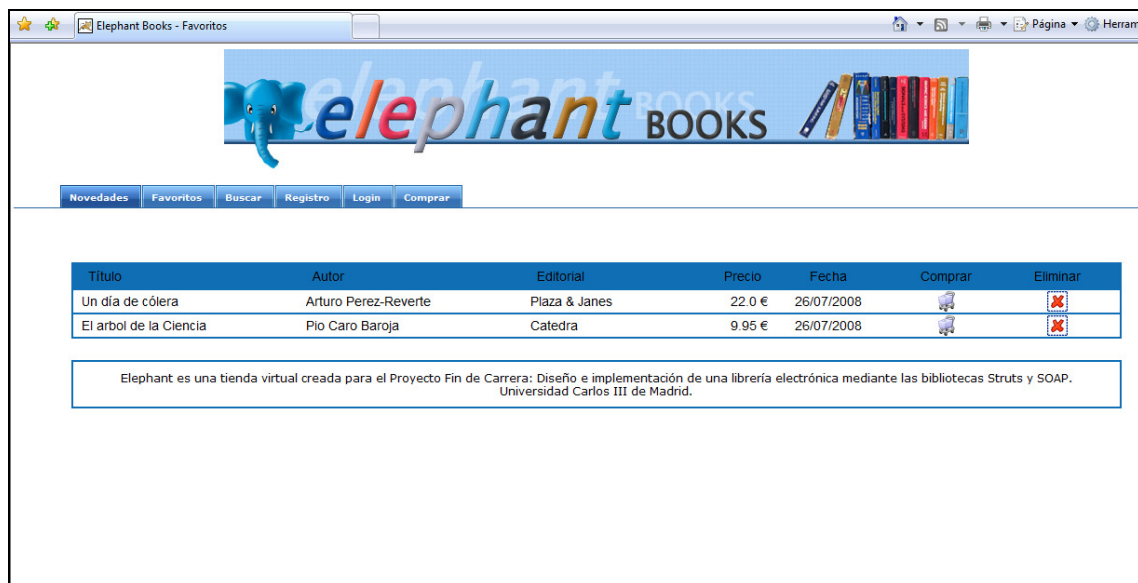 Elephant Books - Favoritos
Página
Herram
elephant BOOKS
Novedades Favoritos Buscar Registro Login Comprar
Título Autor Editorial Precio Fecha Comprar Eliminar
Un día de cólera Arturo Perez-Reverte Plaza & Janes 22.0 € 26/07/2008
El arbol de la Ciencia Pio Caro Baroja Catedra 9.95 € 26/07/2008
Elephant es una tienda virtual creada para el Proyecto Fin de Carrera: Diseño e implementación de una librería electrónica mediante las bibliotecas Struts y SOAP.
Universidad Carlos III de Madrid.